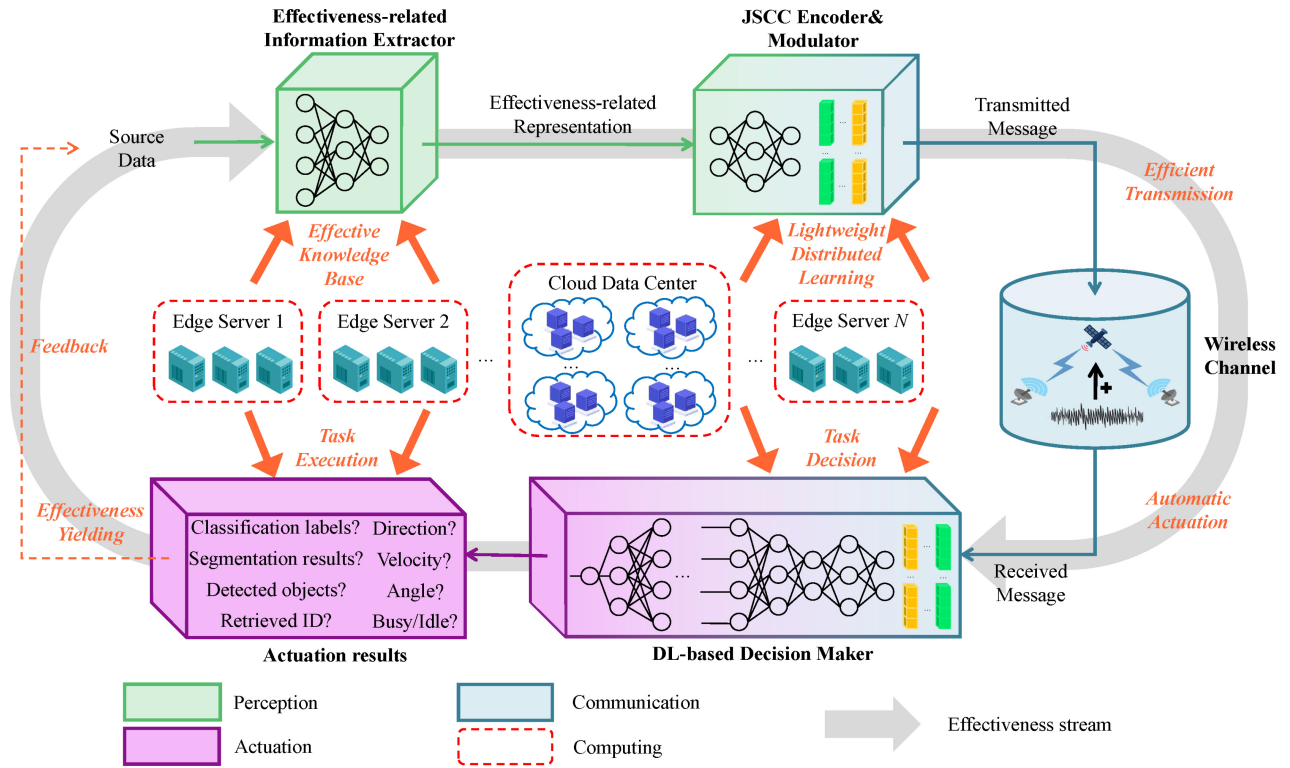 Effectiveness-related
Information Extractor
JSCC Encoder&
Modulator
Source
Data
Effectiveness-related
Representation
...
...
...
...
Transmitted
Message
Efficient
Transmission
Effective
Knowledge
Base
Lightweight
Distributed
Learning
Cloud Data Center
Edge Server 1
Edge Server 2
Edge Server N
...
...
...
...
Feedback
Wireless
Channel
+
Task
Execution
Task
Decision
Effectiveness
Yielding
Automatic
Actuation
Classification labels?
Direction?
Segmentation results?
Velocity?
Detected objects?
Angle?
Retrieved ID?
Busy/Idle?
...
...
...
...
...
Received
Message
Actuation results
DL-based Decision Maker
Perception
Communication
Actuation
Computing
Effectiveness stream